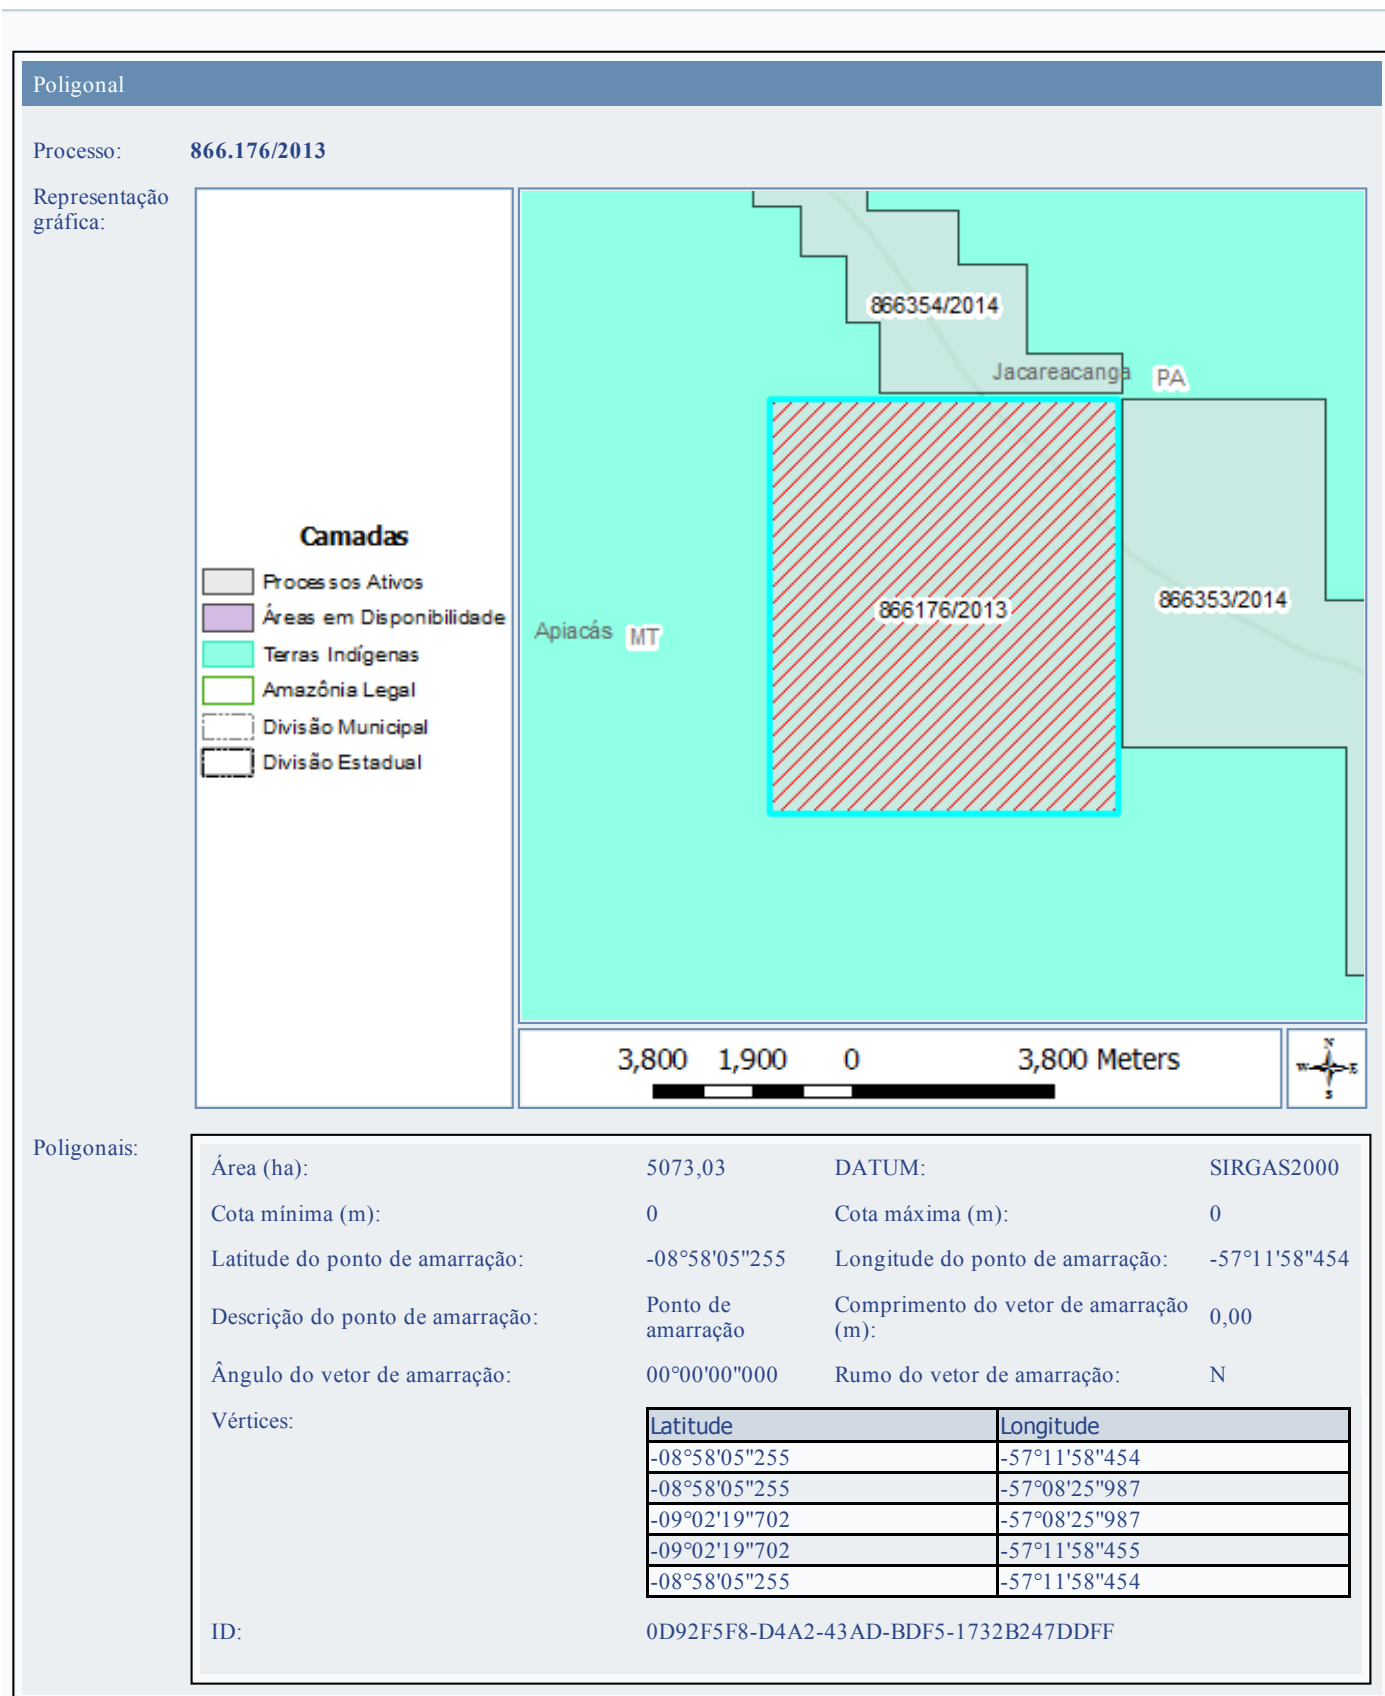 Poligonal
Processo: 866.176/2013
Representação
gráfica:
Camadas
Processos Ativos
Áreas em Disponibilidade
Terras Indígenas
Amazônia Legal
Divisão Municipal
Divisão Estadual
866354/2014
Jacareacanga PA
866176/2013
866353/2014
Apiacás MT
3,800 1,900 0 3,800 Meters
N
W E
S
Poligonais:
Área (ha): 5073,03 DATUM: SIRGAS2000
Cota mínima (m): 0 Cota máxima (m): 0
Latitude do ponto de amarração: -08°58'05"255 Longitude do ponto de amarração: -57°11'58"454
Descrição do ponto de amarração: Ponto de
amarração Comprimento do vetor de amarração
(m): 0,00
Ângulo do vetor de amarração: 00°00'00"000 Rumo do vetor de amarração: N
Vértices:
Latitude Longitude
-08°58'05"255 -57°11'58"454
-08°58'05"255 -57°08'25"987
-09°02'19"702 -57°08'25"987
-09°02'19"702 -57°11'58"455
-08°58'05"255 -57°11'58"454
ID: 0D92F5F8-D4A2-43AD-BDF5-1732B247DDFF